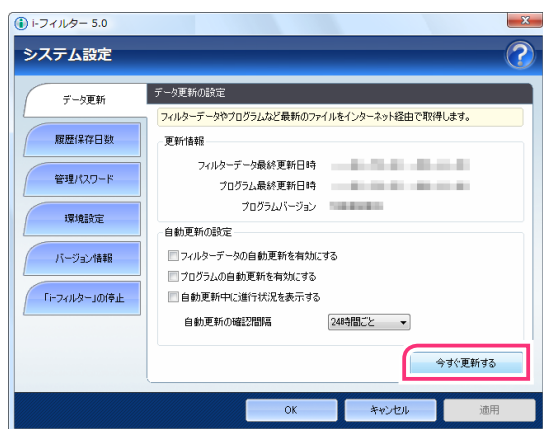 i-フィルター 5.0
システム設定
?
データ更新
履歴保存日数
管理パスワード
環境設定
バージョン情報
「i-フィルター」の停止
データ更新の設定
フィルターデータやプログラムなど最新のファイルをインターネット経由で取得します。
更新情報
フィルターデータ最終更新日時
プログラム最終更新日時
プログラムバージョン
自動更新の設定
フィルターデータの自動更新を有効にする
プログラムの自動更新を有効にする
自動更新中に進行状況を表示する
自動更新の確認間隔 24時間ごと
今すぐ更新する
OK キャンセル 適用